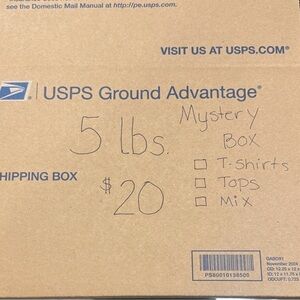 see the Domestic Mail Manual at http://pe.usps.com.
VISIT US AT USPS.COM®
USPS Ground Advantage®
5 lbs.
$20
Mystery
Box
T-shirts
Tops
Mix
HIPPING BOX